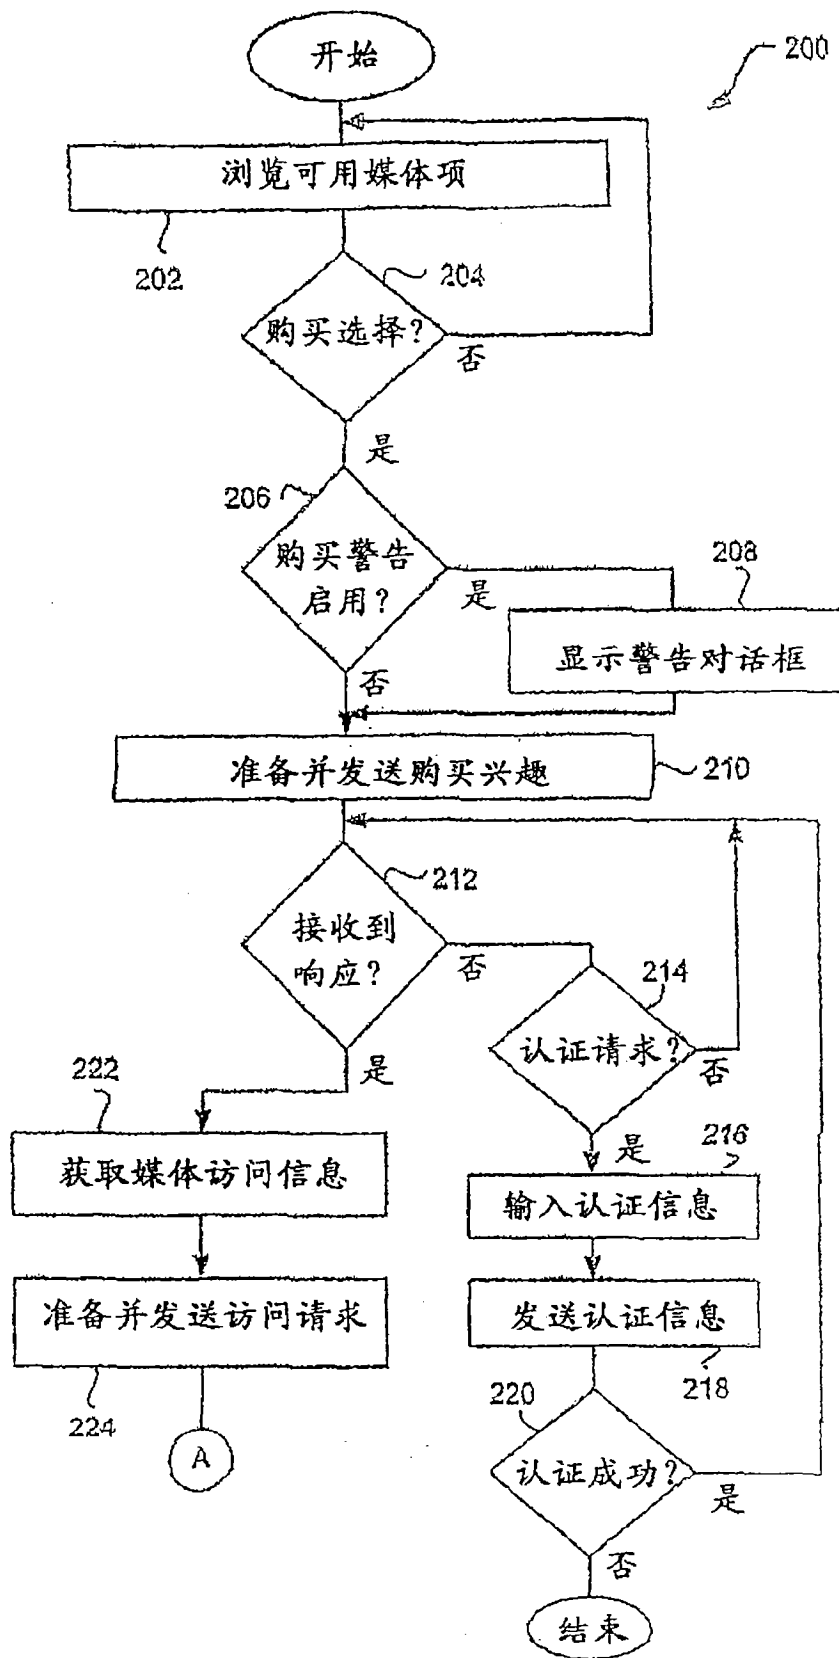 开始
200
浏览可用媒体项
202
204
购买选择?
否
是
206
购买警告
启用?
是
208
显示警告对话框
否
准备并发送购买兴趣
210
212
接收到
响应?
否
214
认证请求?
否
是
222
获取媒体访问信息
是
216
输入认证信息
准备并发送访问请求
224
发送认证信息
218
220
A
认证成功?
是
否
结束